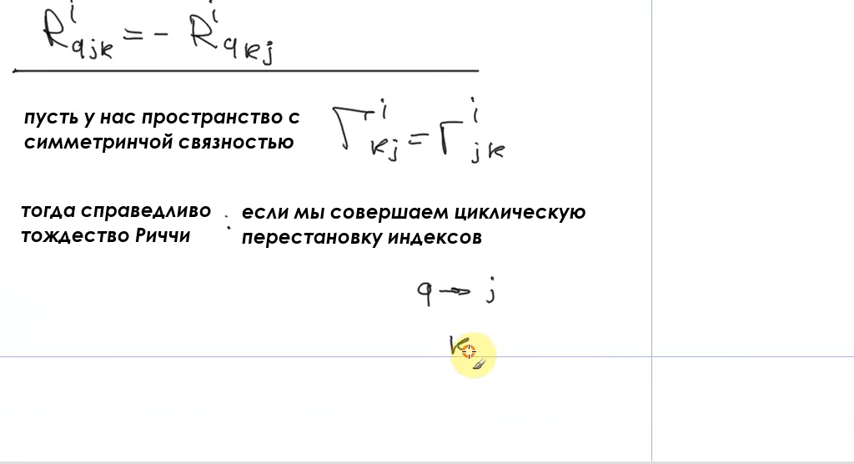 R^i_{qjk} = - R^i_{qkj}
пусть у нас пространство с
симметринчой связностью
Γ^i_{kj} = Γ^i_{jk}
тогда справедливо
тождество Риччи :
если мы совершаем циклическую
перестановку индексов
q → j
k